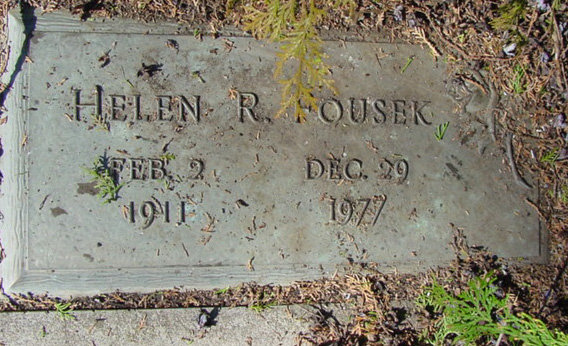 HELEN R. FOUSEK
FEB. 2 DEC. 29
1911 1977